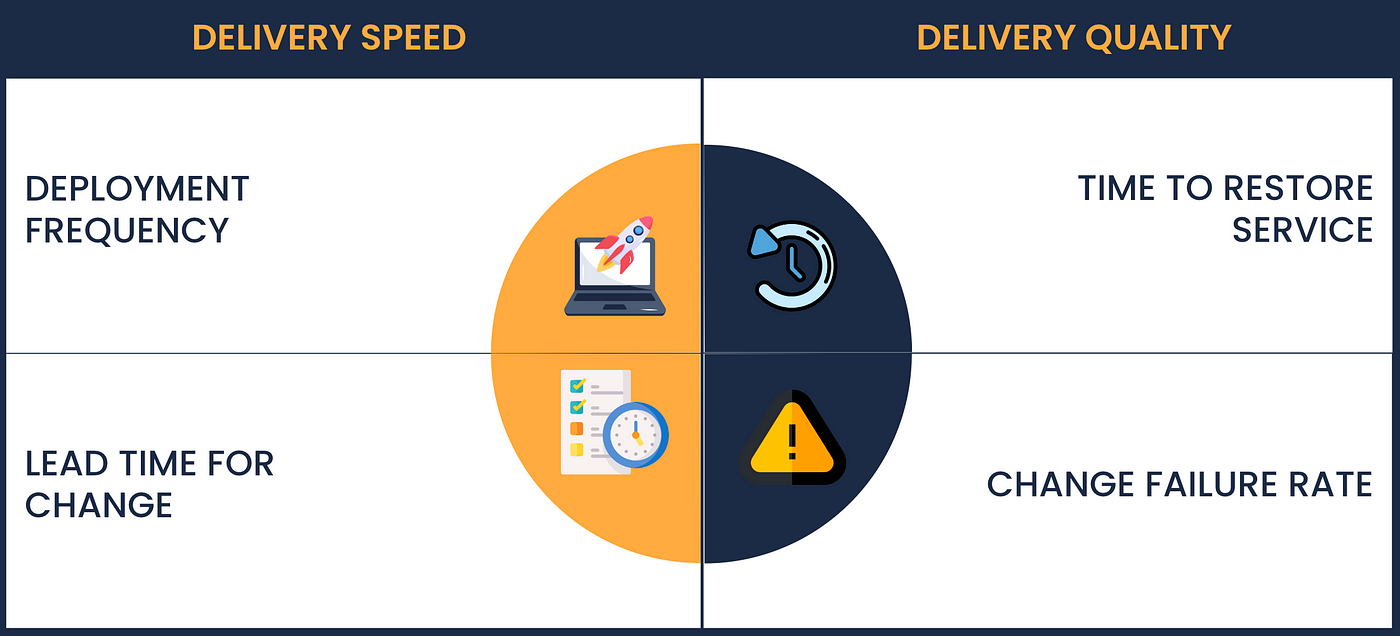 DELIVERY SPEED
DELIVERY QUALITY
DEPLOYMENT
FREQUENCY
TIME TO RESTORE
SERVICE
LEAD TIME FOR
CHANGE
CHANGE FAILURE RATE